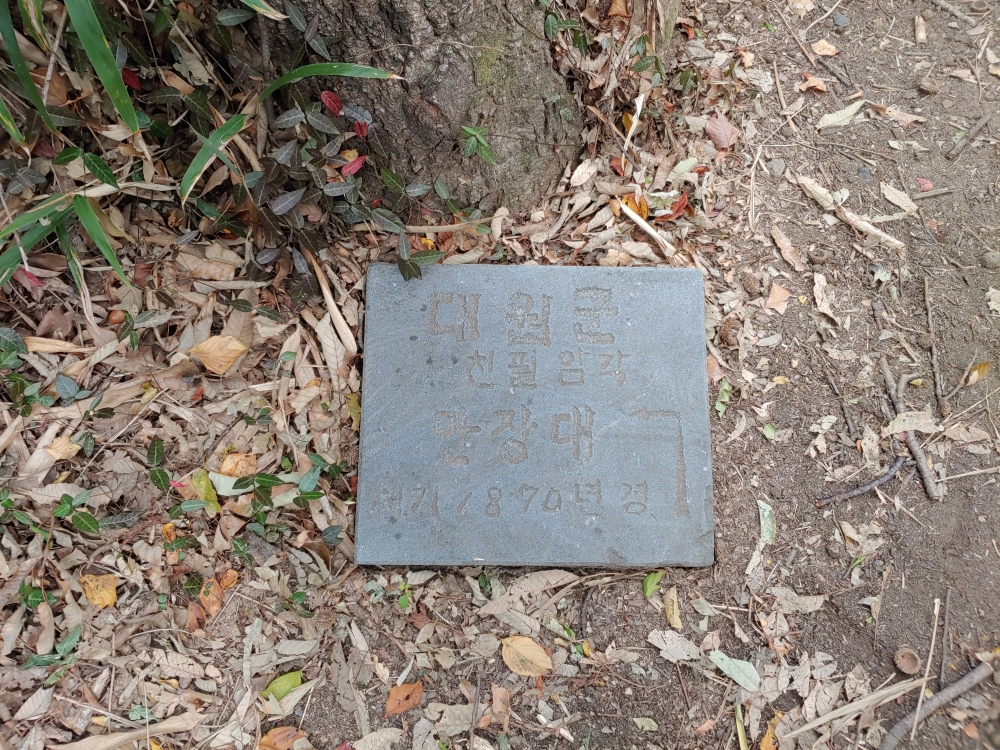 대원군
친필 암각
만장대
서기 1870년경